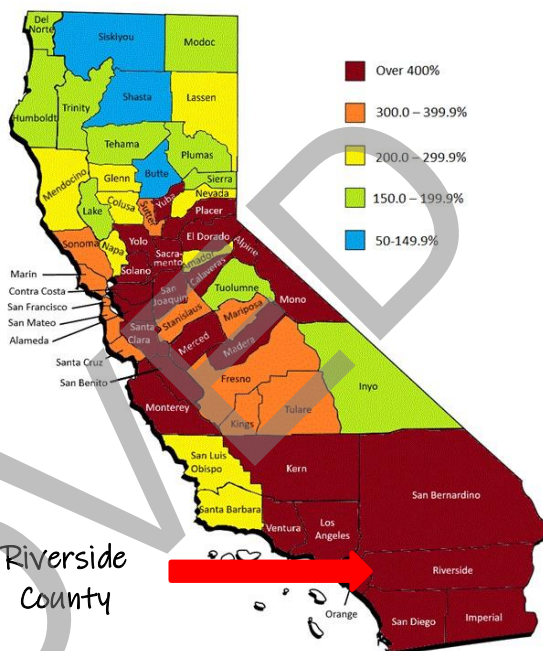 Del
Norte
Siskiyou
Modoc
Humboldt
Trinity
Shasta
Lassen
Tehama
Plumas
Mendocino
Glenn
Butte
Sierra
Lake
Colusa
Sutter
Yuba
Nevada
Placer
Sonoma
Napa
Yolo
Sacra-
mento
El Dorado
Alpine
Solano
Amador
Calaveras
Marin
Contra Costa
San Francisco
San Mateo
Alameda
San
Joaquin
Tuolumne
Mono
Stanislaus
Mariposa
Santa
Clara
Merced
Madera
Santa Cruz
San Benito
Fresno
Inyo
Monterey
Kings
Tulare
San Luis
Obispo
Kern
San Bernardino
Santa Barbara
Ventura
Los
Angeles
Riverside
Orange
San Diego
Imperial
Over 400%
300.0 – 399.9%
200.0 – 299.9%
150.0 – 199.9%
50-149.9%
Riverside
County